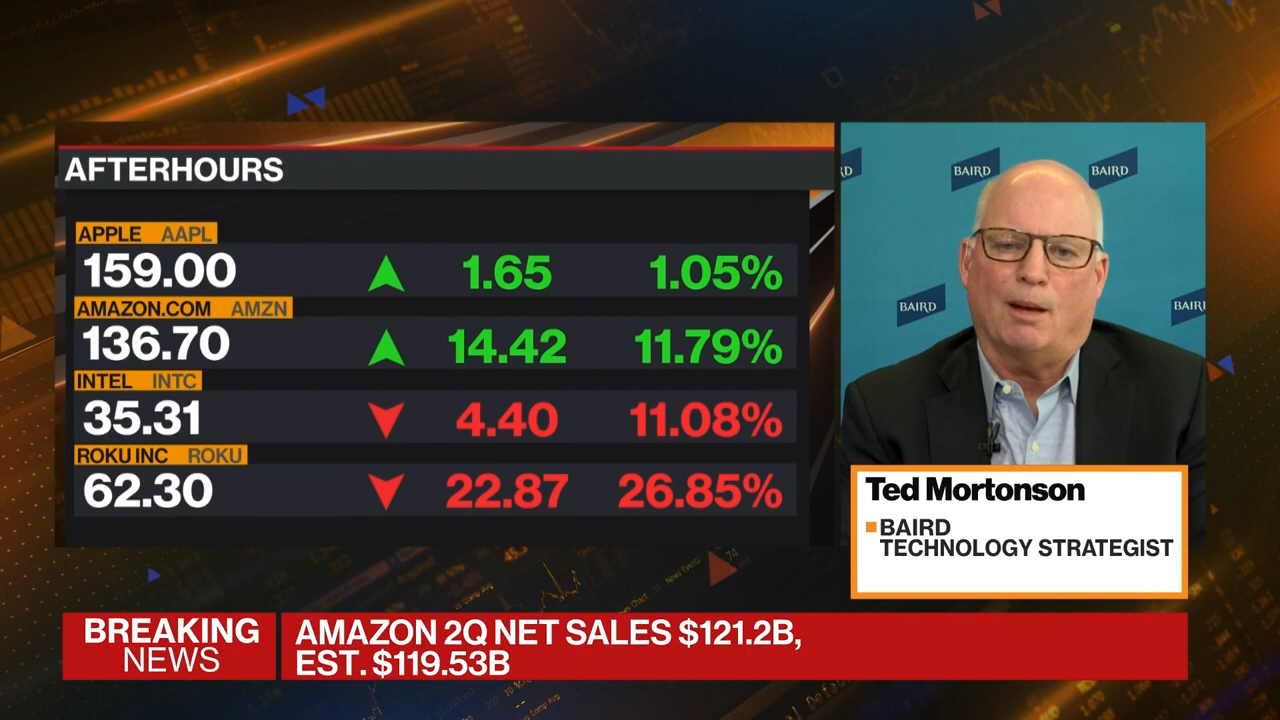 AFTERHOURS
APPLE AAPL
159.00 1.65 1.05%
AMAZON.COM AMZN
136.70 14.42 11.79%
INTEL INTC
35.31 4.40 11.08%
ROKU INC ROKU
62.30 22.87 26.85%
BAIRD BAIRD
BAIRD
Ted Mortonson
BAIRD
TECHNOLOGY STRATEGIST
BREAKING
NEWS
AMAZON 2Q NET SALES $121.2B,
EST. $119.53B